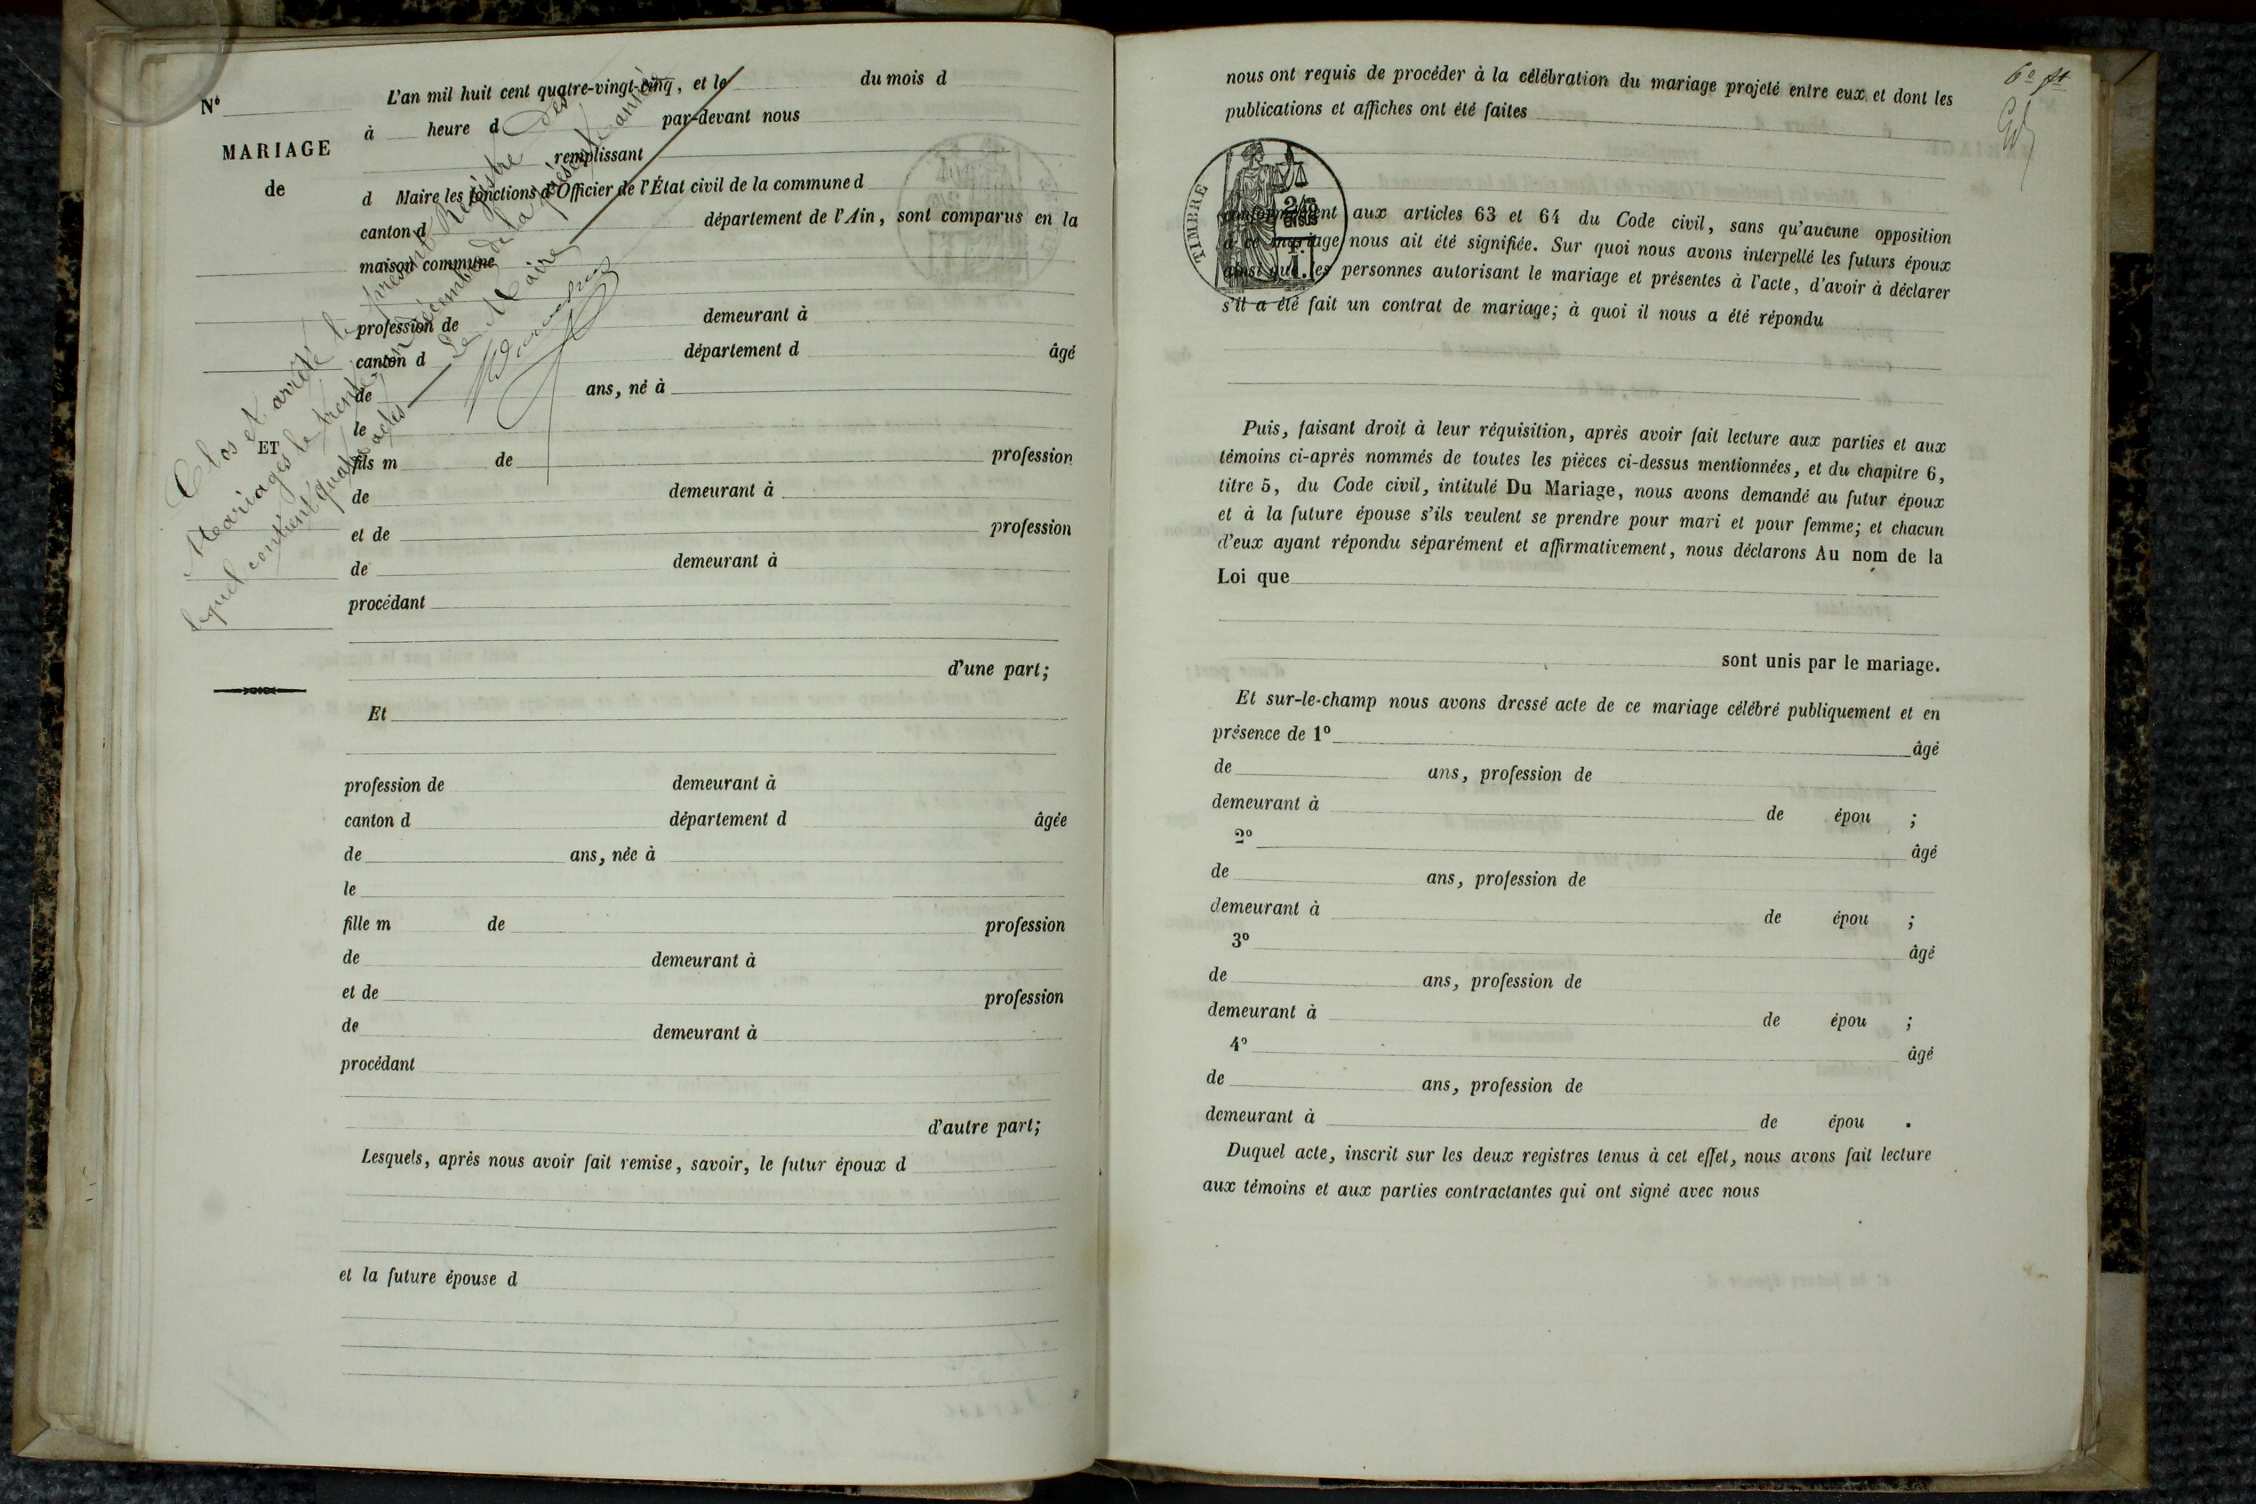 Nº
MARIAGE
de
ET
L'an mil huit cent quatre-vingt-cinq, et le du mois d
à heure d par-devant nous
remplissant
d Maire les fonctions d'Officier de l'État civil de la commune d
canton d département de l'Ain, sont comparus en la
maison commune
profession de demeurant à
canton d département d âgé
de ans, né à
le
fils m de profession
de demeurant à
et de profession
de demeurant à
procédant
d'une part;
Et
profession de demeurant à
canton d département d âgée
de ans, née à
le
fille m de profession
de demeurant à
et de profession
de demeurant à
procédant
d'autre part;
Lesquels, après nous avoir fait remise, savoir, le futur époux d
et la future épouse d
Clos et arrêté le présent Registre des
Mariages le trente un décembre de la présente année
lequel contient quatre actes
Le Maire
6e ft
nous ont requis de procéder à la célébration du mariage projeté entre eux et dont les
publications et affiches ont été faites
TIMBRE
2/10
EN SUS
1F.
conformément aux articles 63 et 64 du Code civil, sans qu'aucune opposition
à ce mariage nous ait été signifiée. Sur quoi nous avons interpellé les futurs époux
ainsi que les personnes autorisant le mariage et présentes à l'acte, d'avoir à déclarer
s'il a été fait un contrat de mariage; à quoi il nous a été répondu
Puis, faisant droit à leur réquisition, après avoir fait lecture aux parties et aux
témoins ci-après nommés de toutes les pièces ci-dessus mentionnées, et du chapitre 6,
titre 5, du Code civil, intitulé Du Mariage, nous avons demandé au futur époux
et à la future épouse s'ils veulent se prendre pour mari et pour femme; et chacun
d'eux ayant répondu séparément et affirmativement, nous déclarons Au nom de la
Loi que
sont unis par le mariage.
Et sur-le-champ nous avons dressé acte de ce mariage célébré publiquement et en
présence de 1º âgé
de ans, profession de
demeurant à de épou ;
2º âgé
de ans, profession de
demeurant à de épou ;
3º âgé
de ans, profession de
demeurant à de épou ;
4º âgé
de ans, profession de
demeurant à de épou .
Duquel acte, inscrit sur les deux registres tenus à cet effet, nous avons fait lecture
aux témoins et aux parties contractantes qui ont signé avec nous